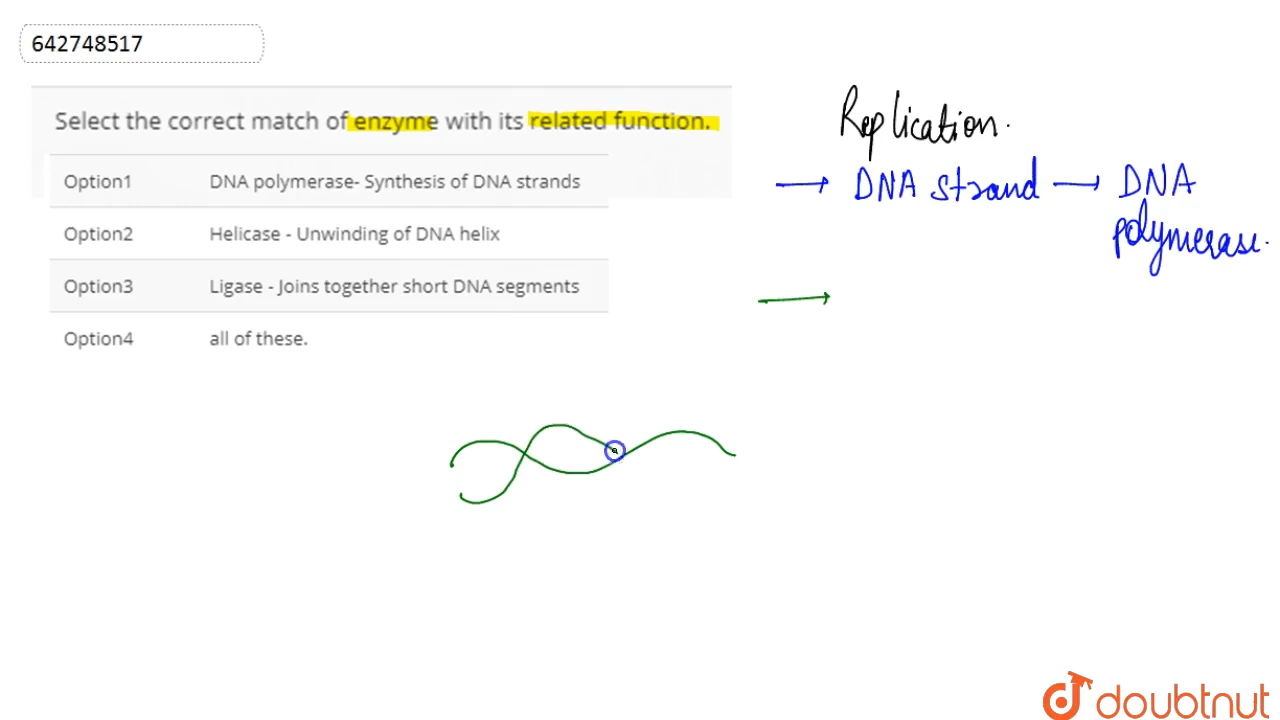 642748517
Select the correct match of enzyme with its related function.
Option1 DNA polymerase- Synthesis of DNA strands
Option2 Helicase - Unwinding of DNA helix
Option3 Ligase - Joins together short DNA segments
Option4 all of these.
Replication.
→ DNA strand → DNA
polymerase.
→
doubtnut